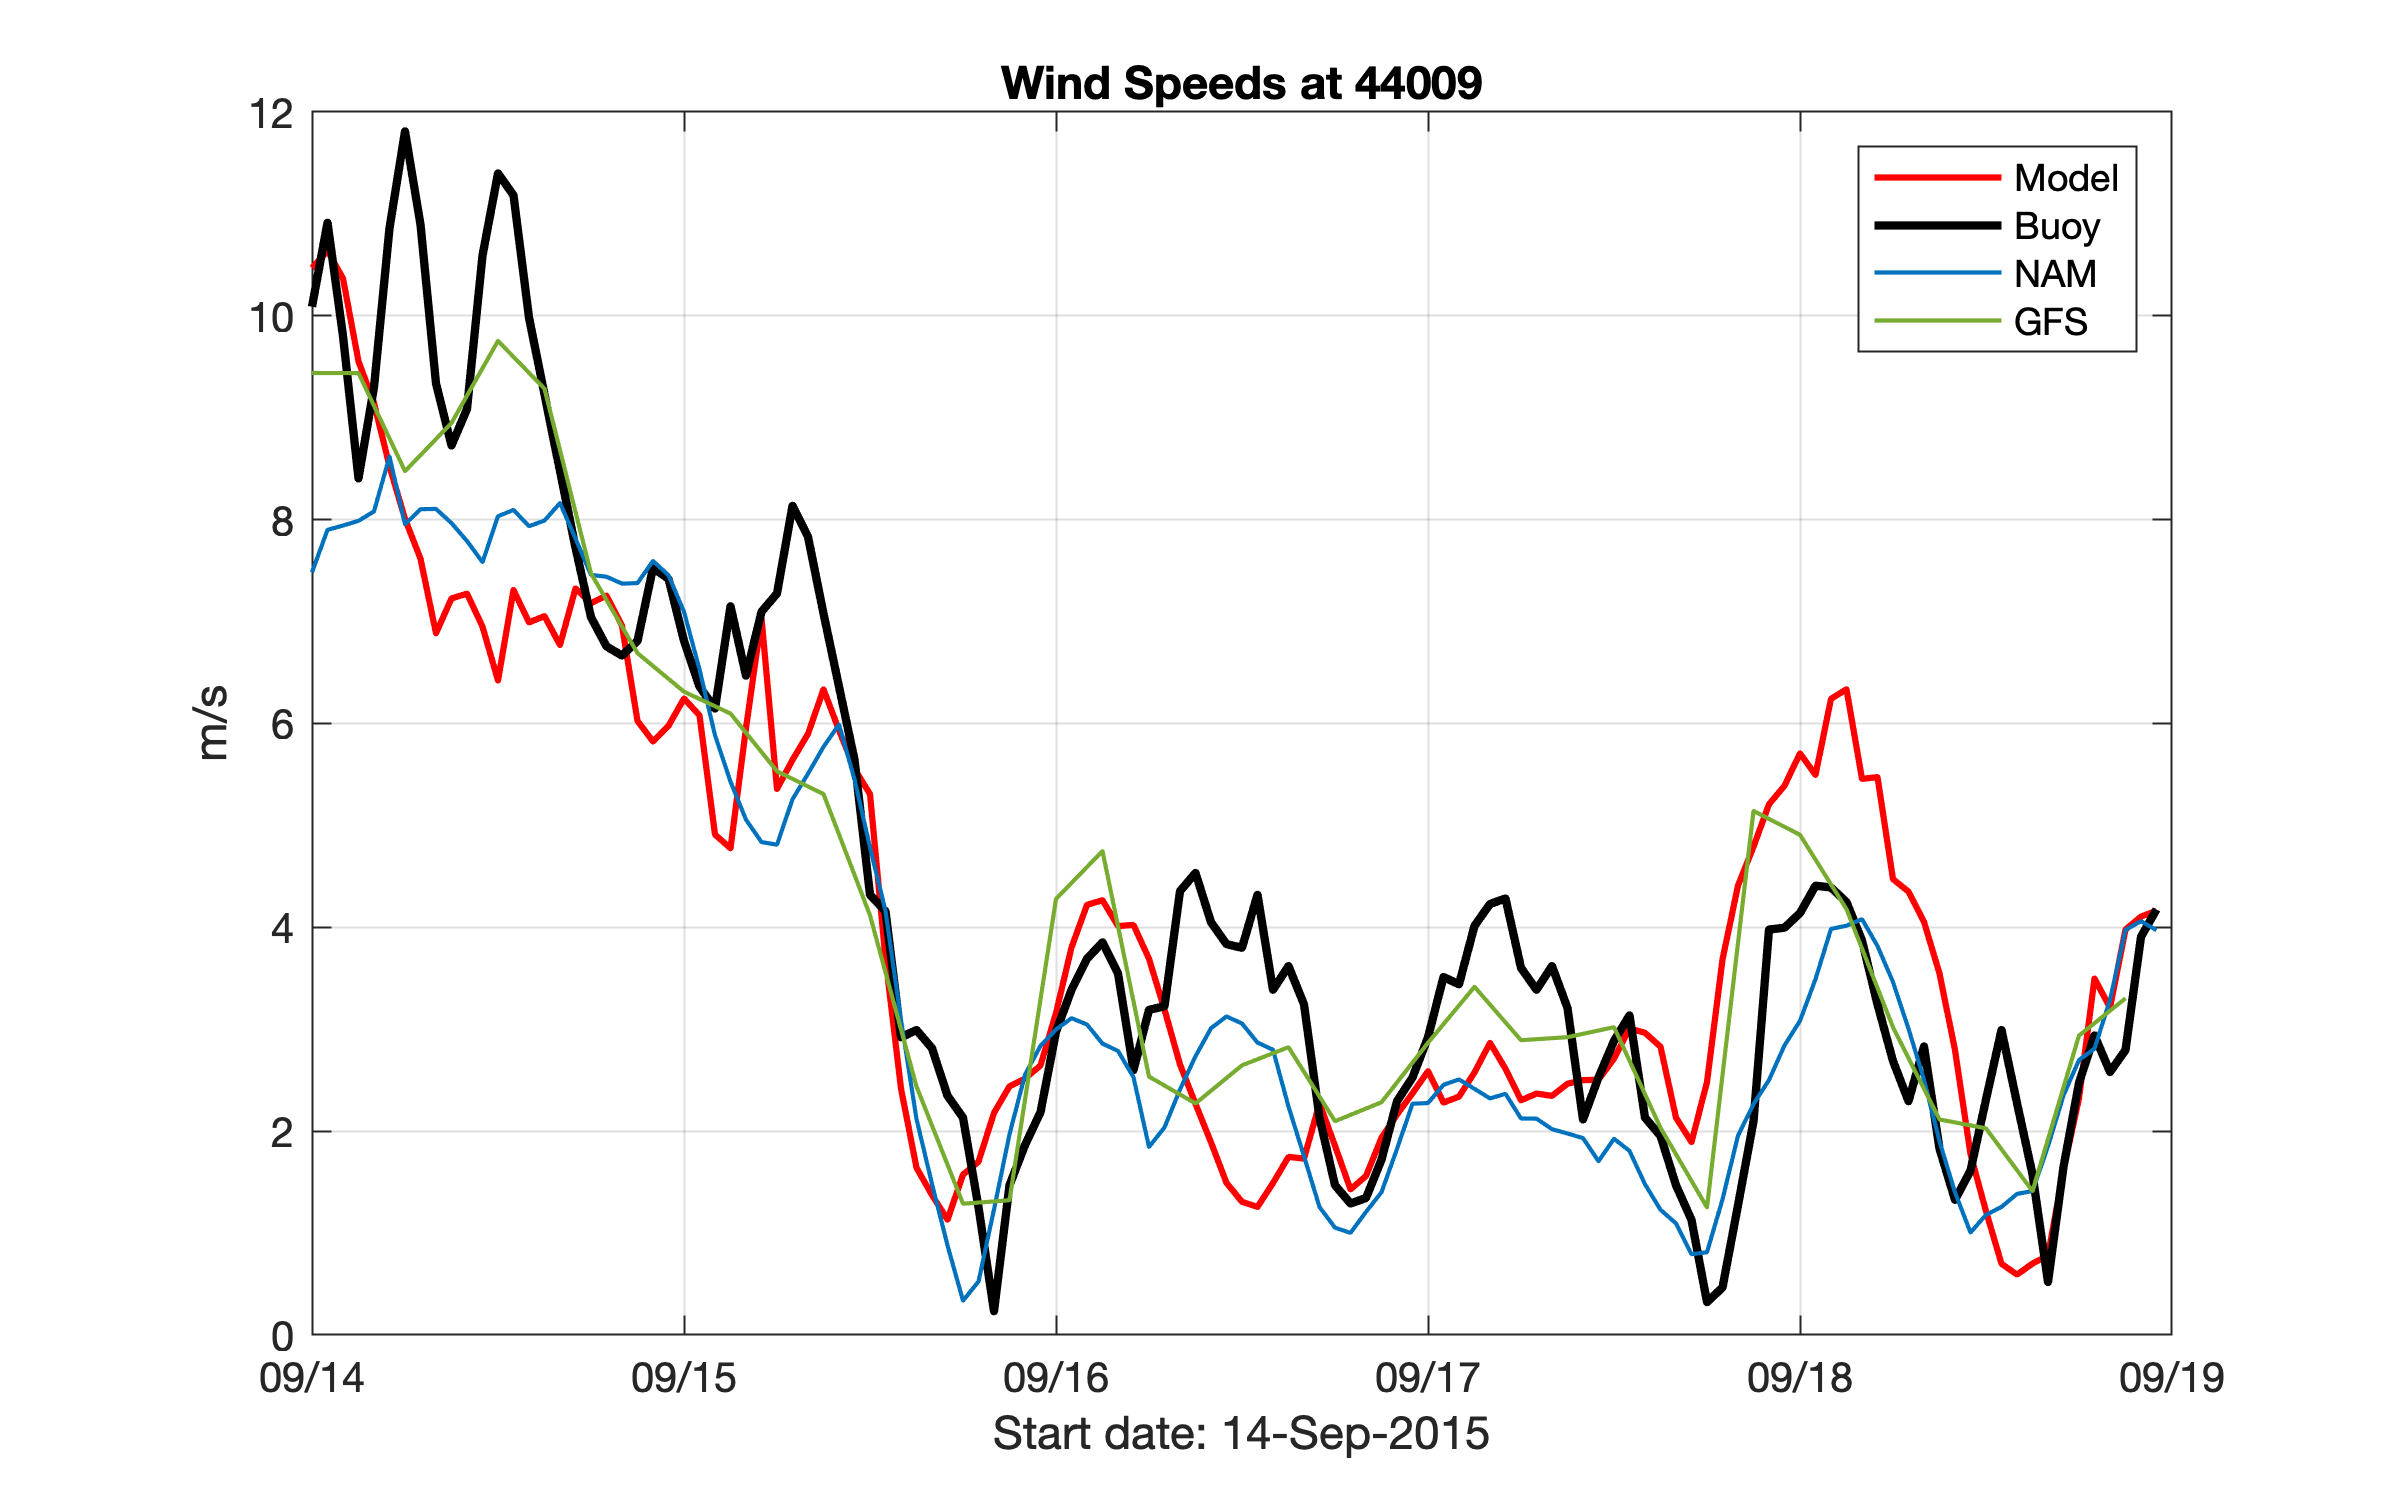 Wind Speeds at 44009
12
10
8
6
4
2
0
m/s
Model
Buoy
NAM
GFS
09/14 09/15 09/16 09/17 09/18 09/19
Start date: 14-Sep-2015